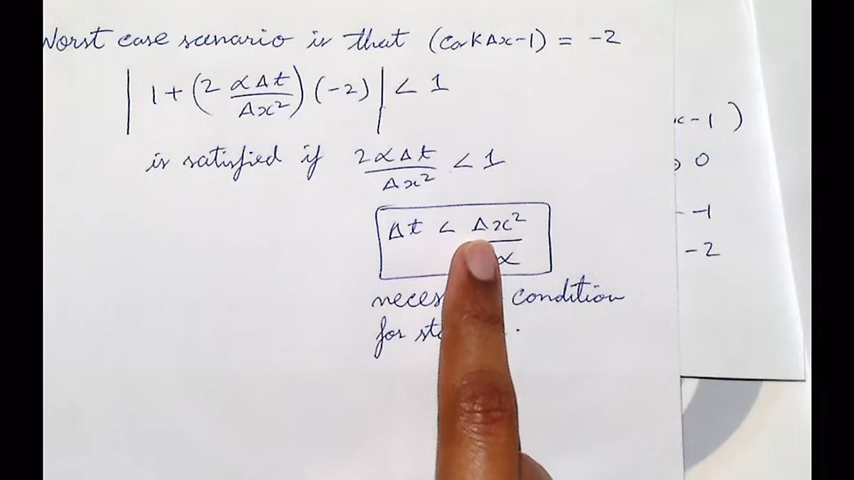 Worst case scenario is that (cos kΔx-1) = -2
| 1 + (2 αΔt/Δx²) (-2) | < 1
is satisfied if 2αΔt/Δx² < 1
Δt < Δx²/ α
condition
for
-1 )
0
-1
-2